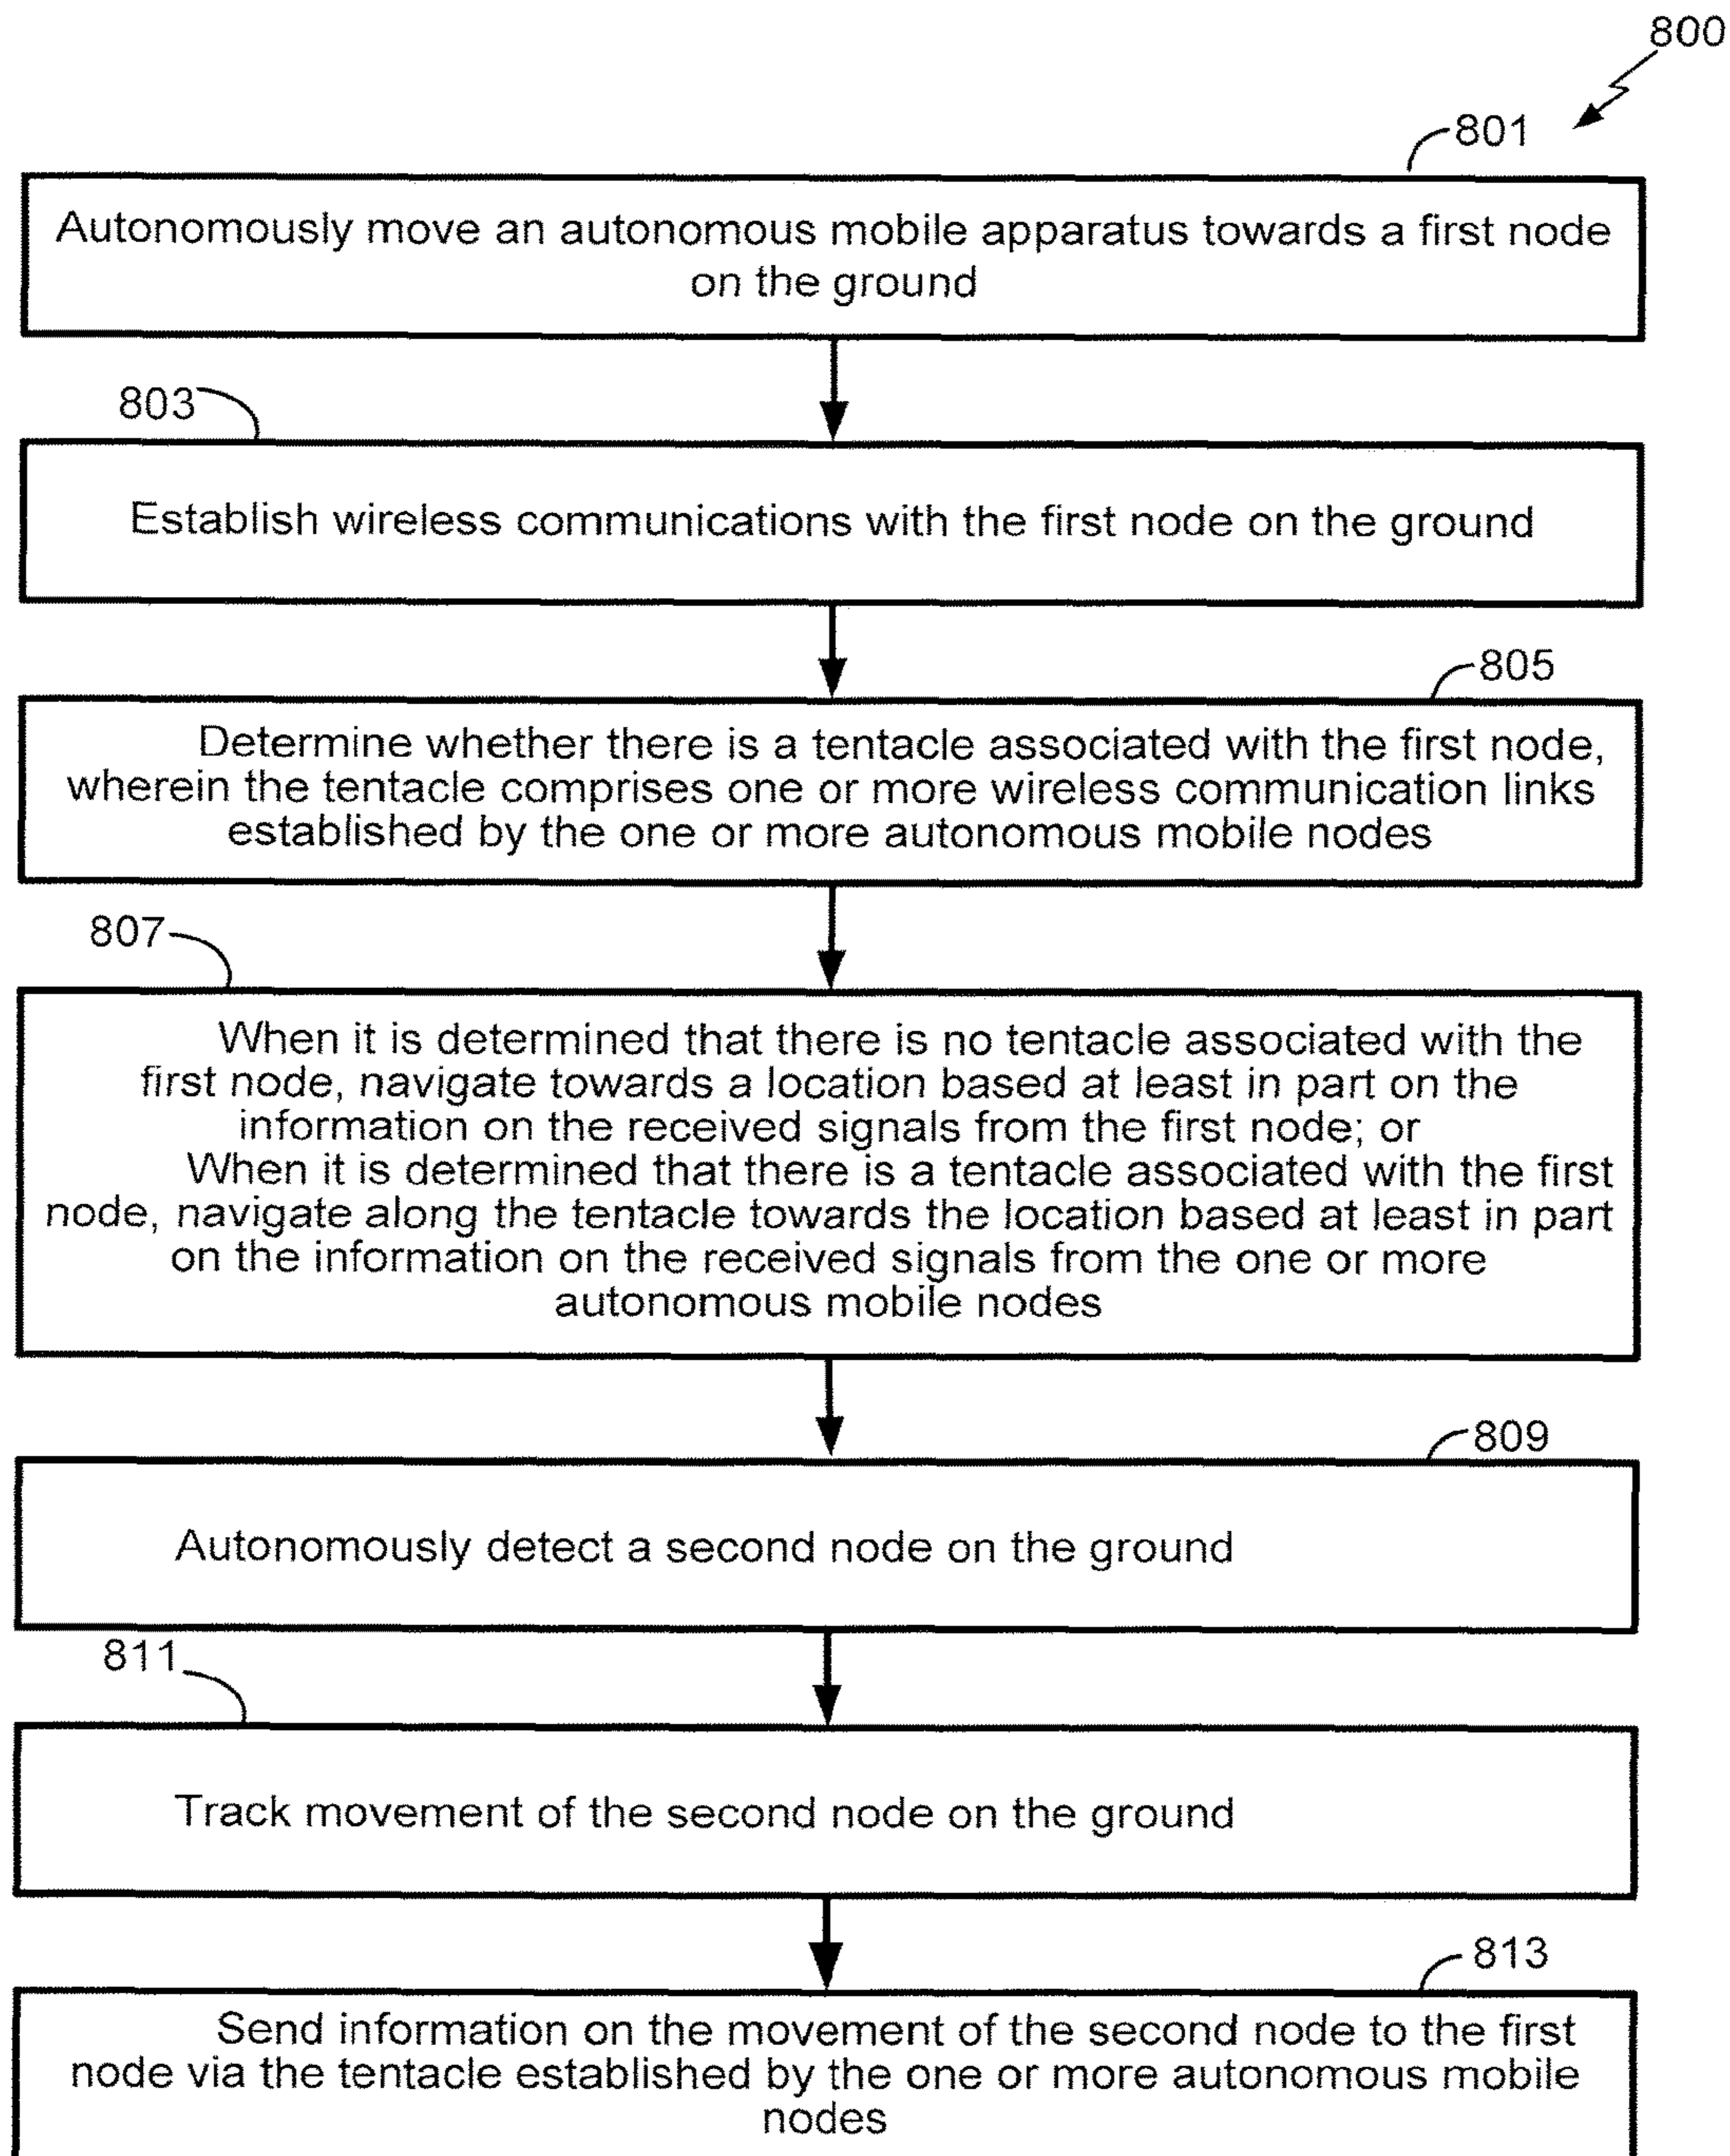 800
801
Autonomously move an autonomous mobile apparatus towards a first node
on the ground
803
Establish wireless communications with the first node on the ground
805
Determine whether there is a tentacle associated with the first node,
wherein the tentacle comprises one or more wireless communication links
established by the one or more autonomous mobile nodes
807
When it is determined that there is no tentacle associated with the
first node, navigate towards a location based at least in part on the
information on the received signals from the first node; or
When it is determined that there is a tentacle associated with the first
node, navigate along the tentacle towards the location based at least in part
on the information on the received signals from the one or more
autonomous mobile nodes
809
Autonomously detect a second node on the ground
811
Track movement of the second node on the ground
813
Send information on the movement of the second node to the first
node via the tentacle established by the one or more autonomous mobile
nodes